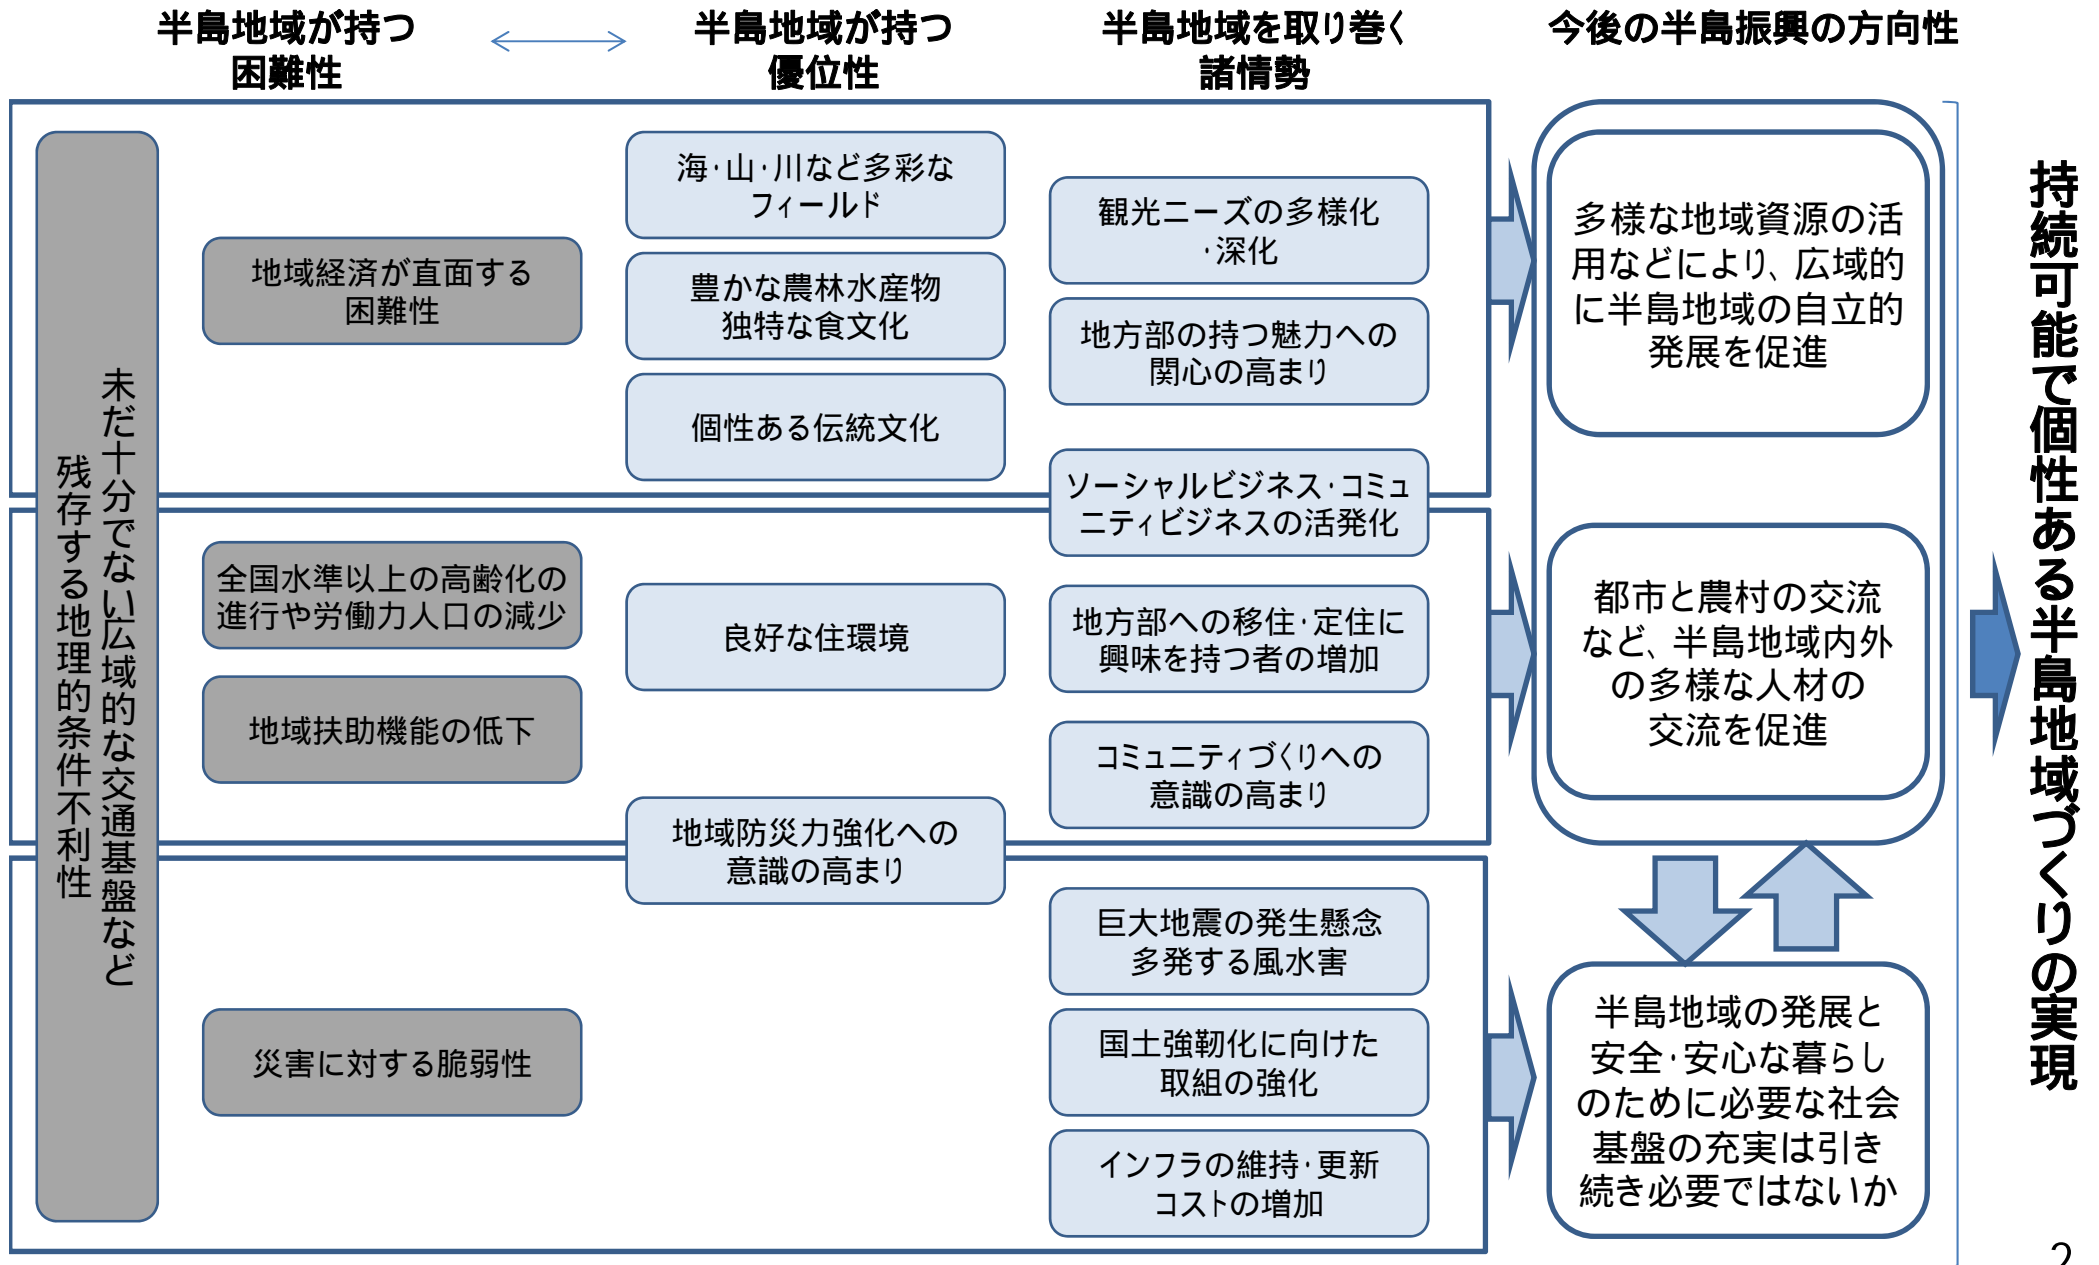 半島地域が持つ
困難性
半島地域が持つ
優位性
半島地域を取り巻く
諸情勢
今後の半島振興の方向性
未だ十分でない広域的な交通基盤など
残存する地理的条件不利性
地域経済が直面する
困難性
海・山・川など多彩な
フィールド
豊かな農林水産物
独特な食文化
個性ある伝統文化
観光ニーズの多様化
・深化
地方部の持つ魅力への
関心の高まり
ソーシャルビジネス・コミュ
ニティビジネスの活発化
多様な地域資源の活
用などにより、広域的
に半島地域の自立的
発展を促進
全国水準以上の高齢化の
進行や労働力人口の減少
地域扶助機能の低下
良好な住環境
地域防災力強化への
意識の高まり
地方部への移住・定住に
興味を持つ者の増加
コミュニティづくりへの
意識の高まり
都市と農村の交流
など、半島地域内外
の多様な人材の
交流を促進
災害に対する脆弱性
巨大地震の発生懸念
多発する風水害
国土強靭化に向けた
取組の強化
インフラの維持・更新
コストの増加
半島地域の発展と
安全・安心な暮らし
のために必要な社会
基盤の充実は引き
続き必要ではないか
持続可能で個性ある半島地域づくりの実現
2